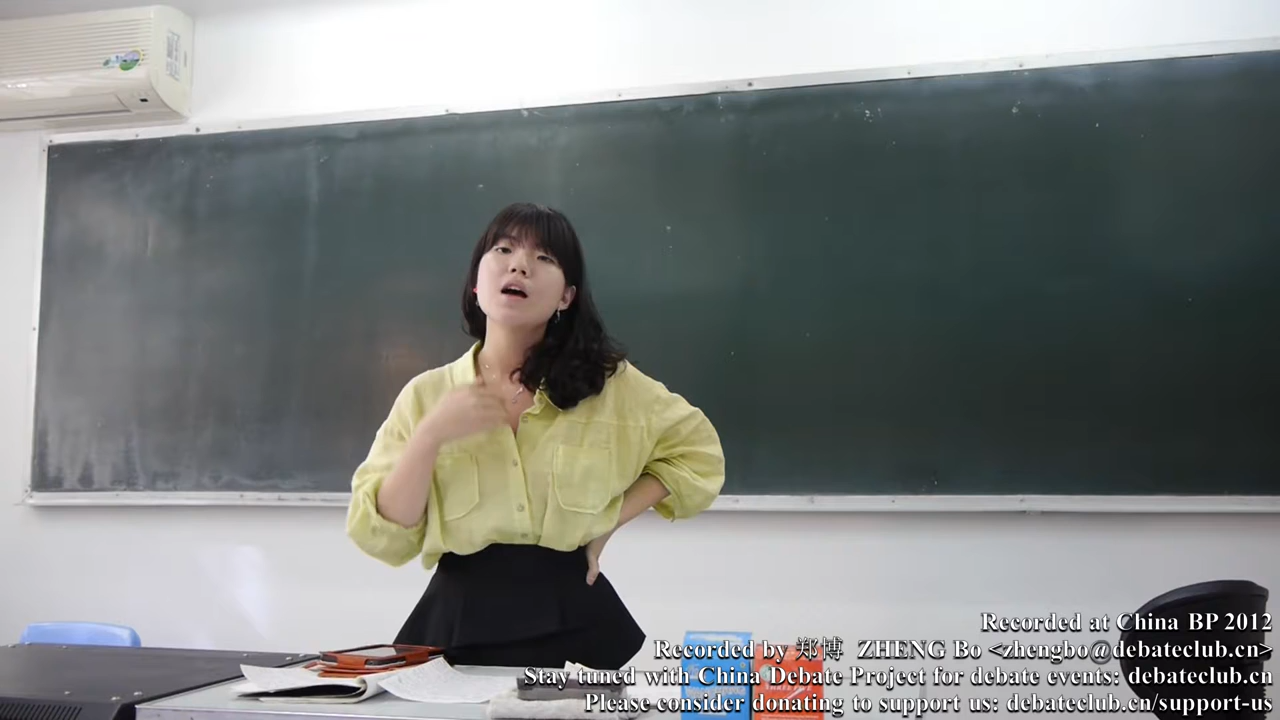 Recorded at China BP 2012
Recorded by 郑博 ZHENG Bo <zhengbo@debateclub.cn>
Stay tuned with China Debate Project for debate events: debateclub.cn
Please consider donating to support us: debateclub.cn/support-us